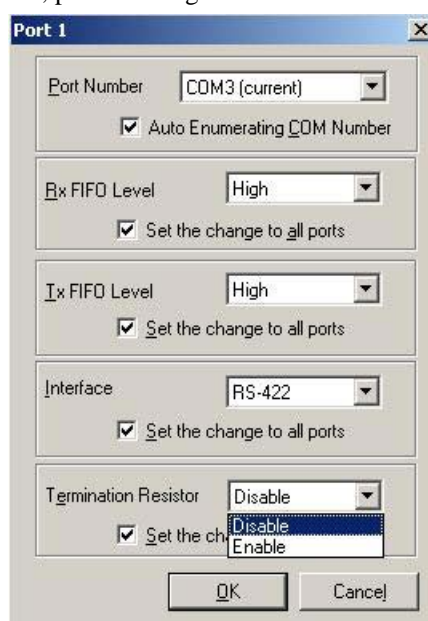 Port 1
Port Number COM3 (current)
Auto Enumerating COM Number
Rx FIFO Level High
Set the change to all ports
Tx FIFO Level High
Set the change to all ports
Interface RS-422
Set the change to all ports
Termination Resistor Disable
Set the ch
Disable
Enable
OK Cancel